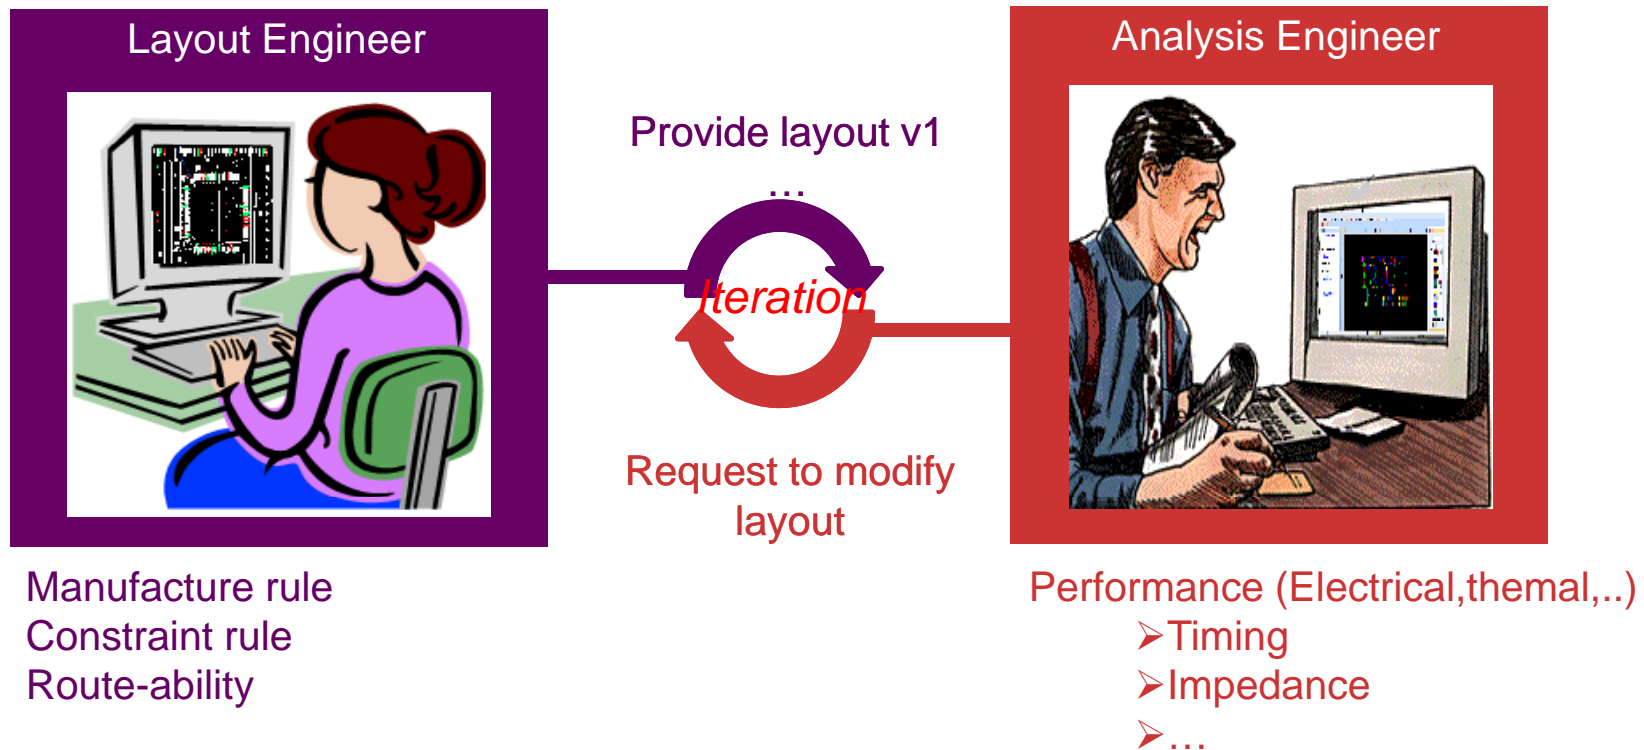 Layout Engineer
Analysis Engineer
Provide layout v1
...
Iteration
Request to modify
layout
Manufacture rule
Constraint rule
Route-ability
Performance (Electrical,themal,..)
➢Timing
➢Impedance
➢...